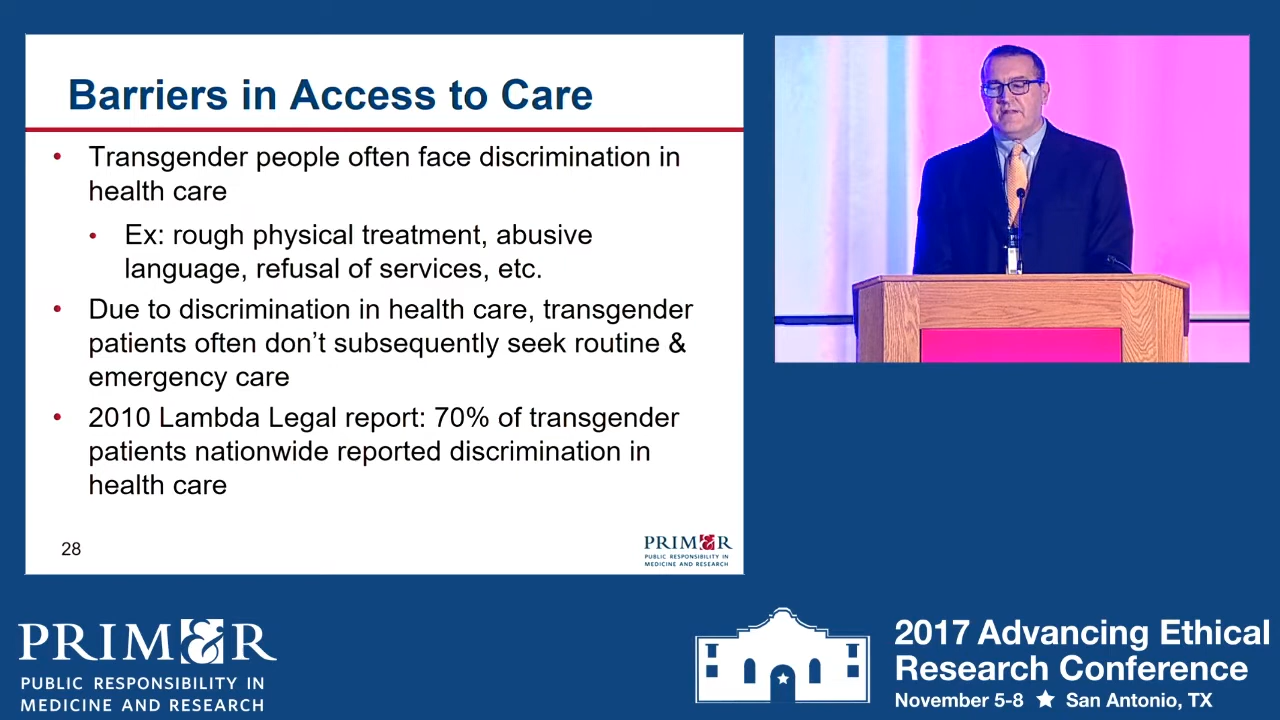 Barriers in Access to Care
• Transgender people often face discrimination in
health care
• Ex: rough physical treatment, abusive
language, refusal of services, etc.
• Due to discrimination in health care, transgender
patients often don’t subsequently seek routine &
emergency care
• 2010 Lambda Legal report: 70% of transgender
patients nationwide reported discrimination in
health care
28
PRIM&R
PUBLIC RESPONSIBILITY IN
MEDICINE AND RESEARCH
PRIM&R
PUBLIC RESPONSIBILITY IN
MEDICINE AND RESEARCH
2017 Advancing Ethical
Research Conference
November 5-8 ★ San Antonio, TX